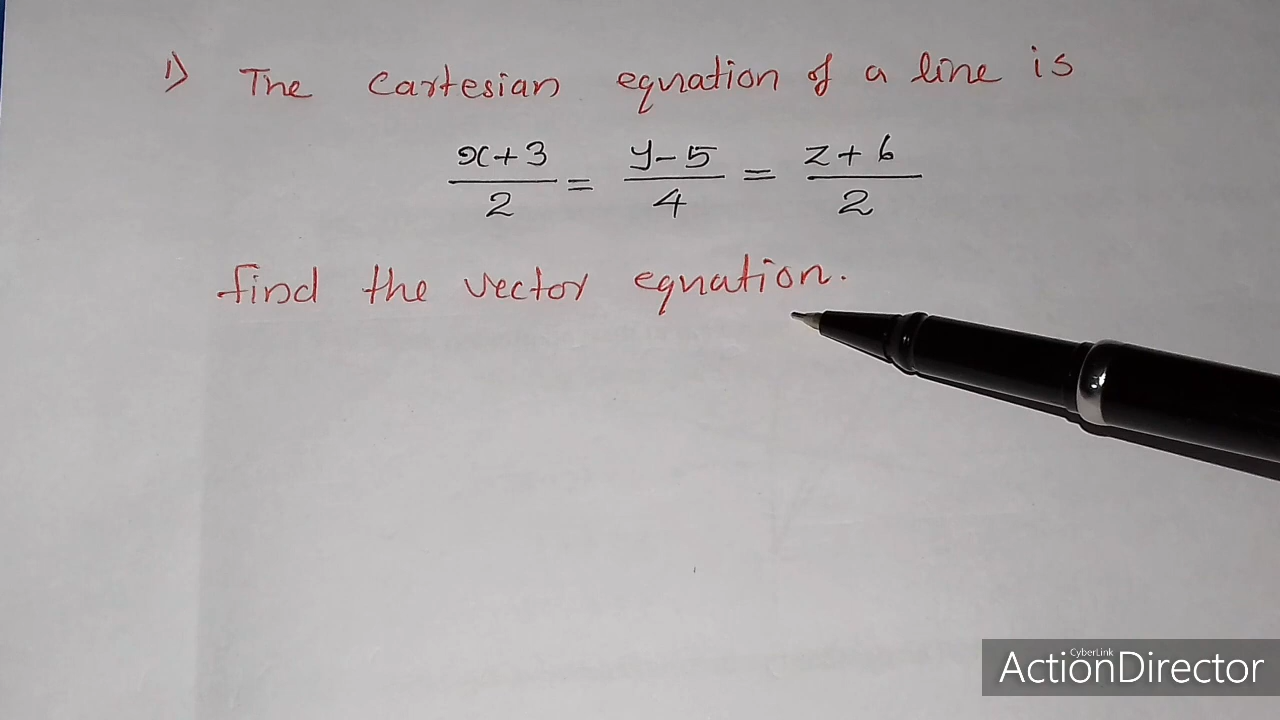 1) The Cartesian equation of a line is
x+3/2 = y-5/4 = z+6/2
find the vector equation.
CyberLink
ActionDirector